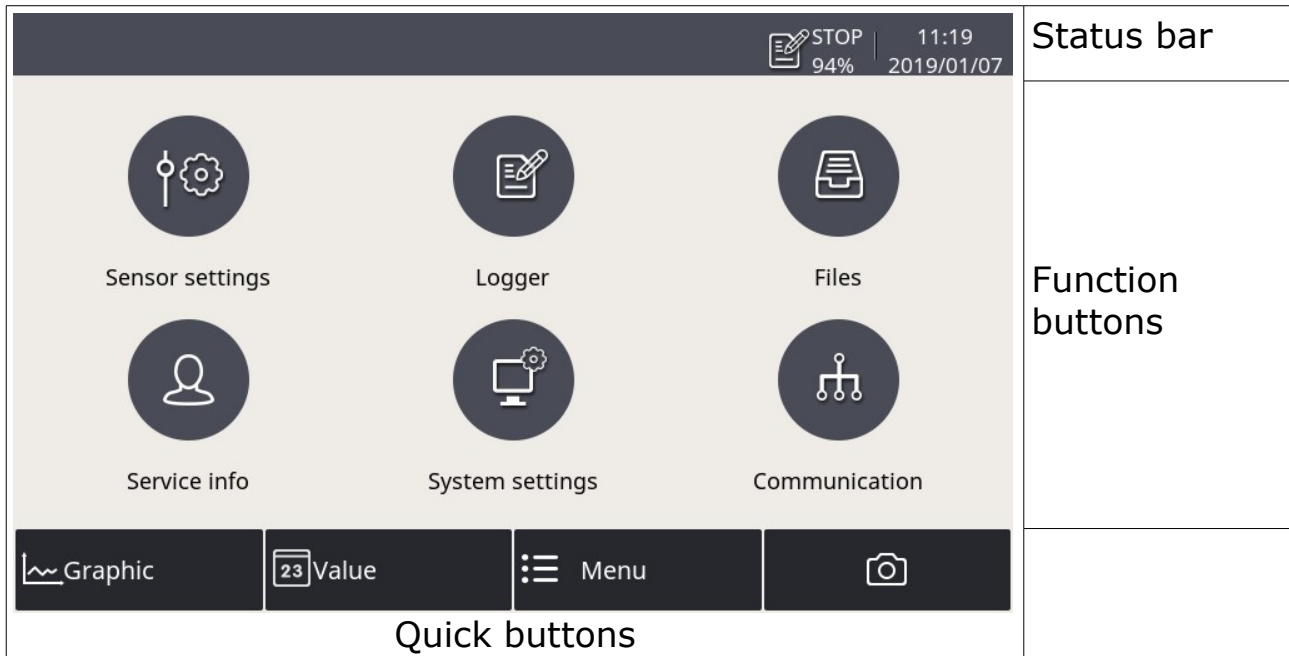 STOP 11:19
94% 2019/01/07
Status bar
Sensor settings Logger Files
Function
buttons
Service info System settings Communication
Graphic 23 Value Menu
Quick buttons